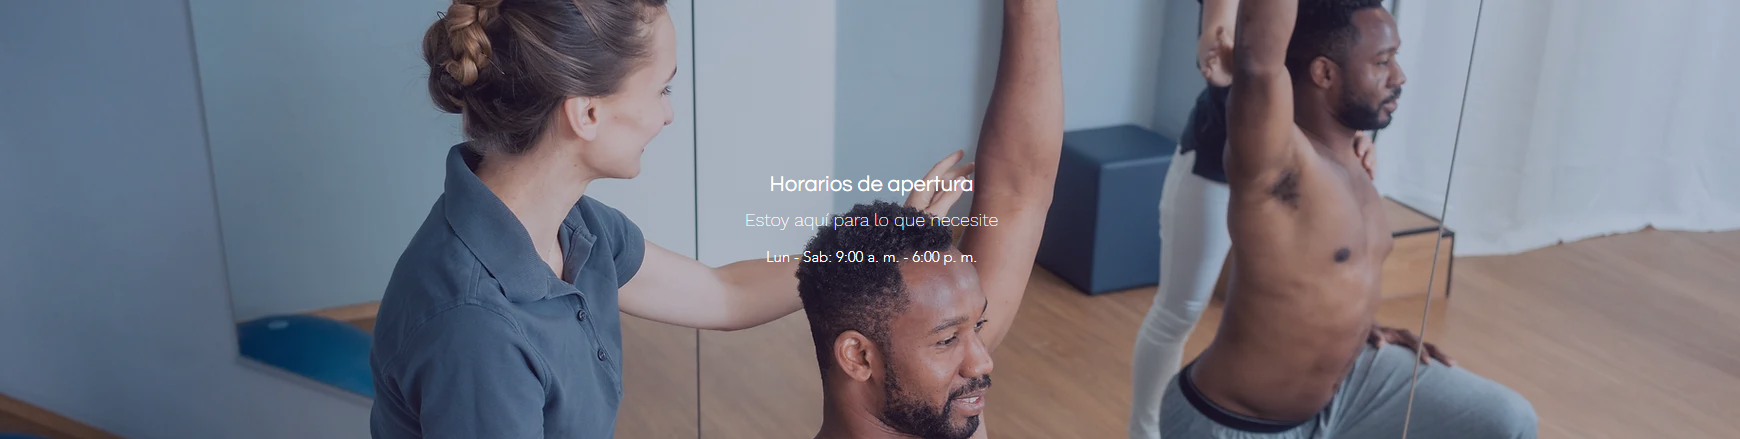 Horarios de apertura
Estoy aquí para lo que necesite
Lun - Sab: 9:00 a. m. - 6:00 p. m.